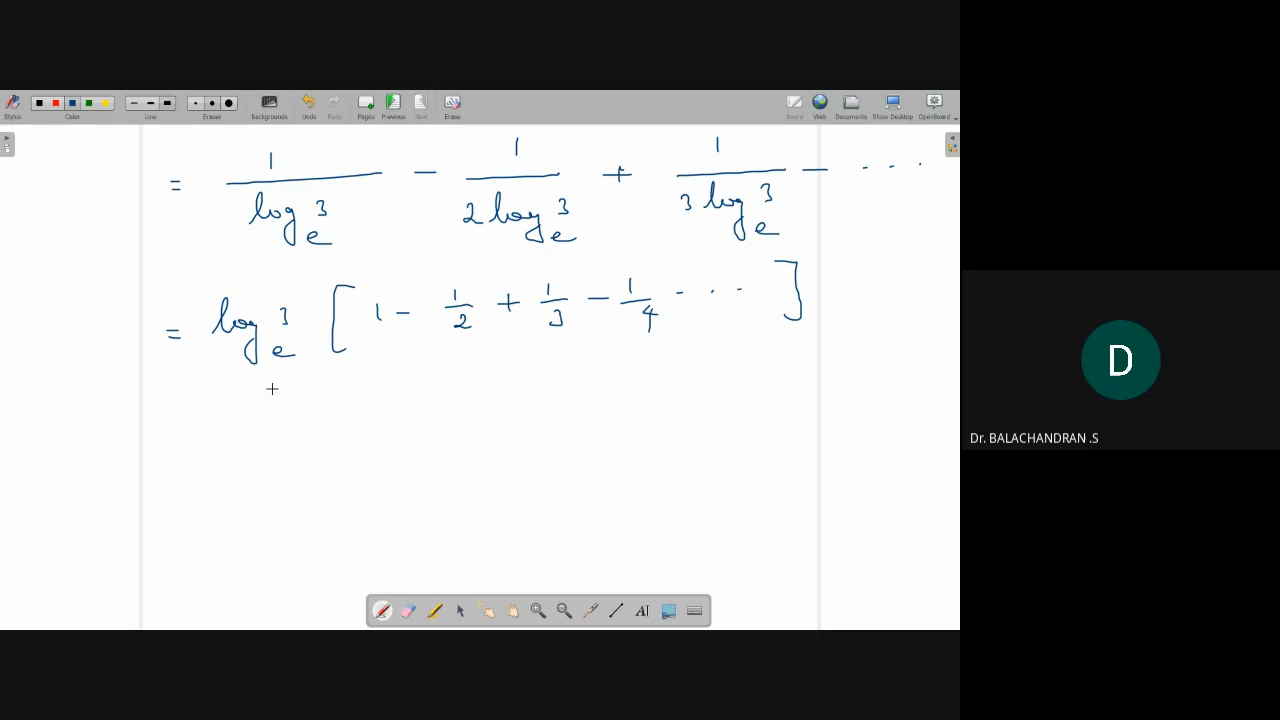 Stylus Color Line Eraser Backgrounds Undo Redo Pages Previous Next Erase Board Web Documents Show Desktop OpenBoard
= 1/log_e 3 - 1/2 log_e 3 + 1/3 log_e 3 - ....
= log_e 3 [ 1 - 1/2 + 1/3 - 1/4 .... ]
D
Dr. BALACHANDRAN .S
AI